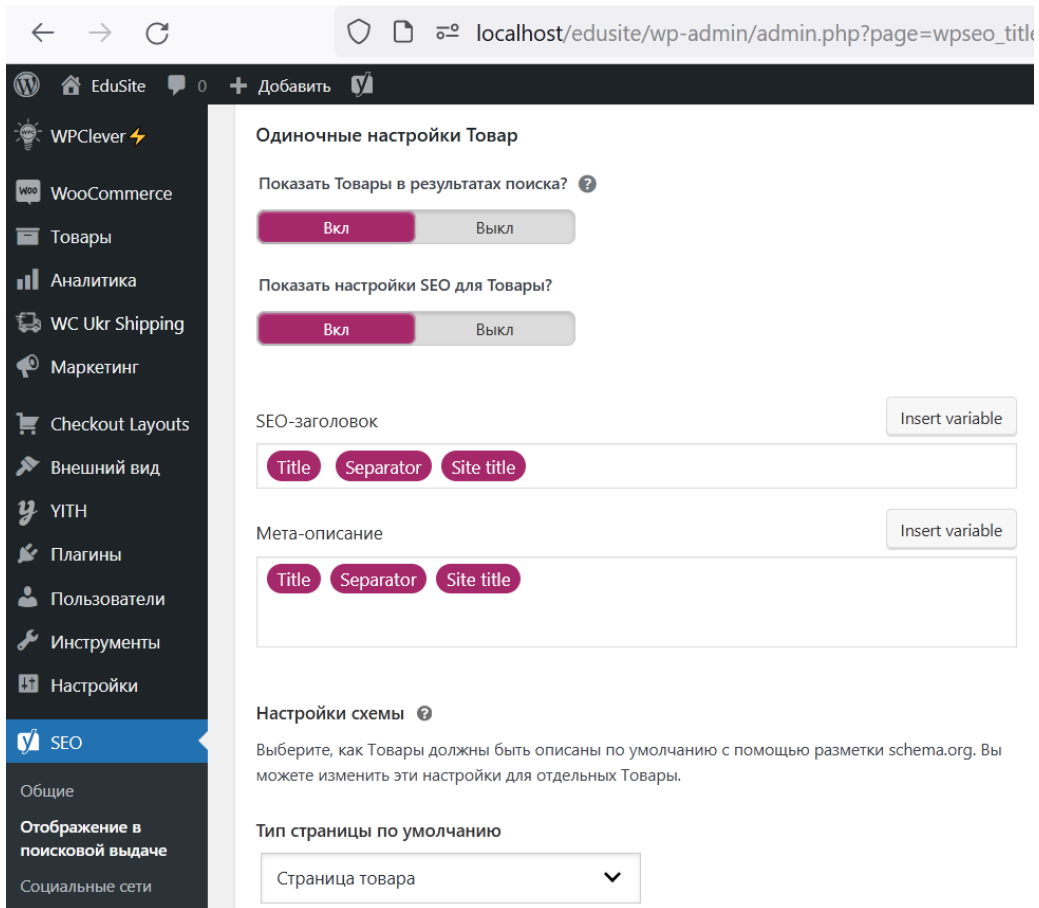 localhost/edusite/wp-admin/admin.php?page=wpseo_title
EduSite 0 Добавить
WPClever
WooCommerce
Товары
Аналитика
WC Ukr Shipping
Маркетинг
Checkout Layouts
Внешний вид
YITH
Плагины
Пользователи
Инструменты
Настройки
SEO
Общие
Отображение в
поисковой выдаче
Социальные сети
Одиночные настройки Товар
Показать Товары в результатах поиска?
Вкл Выкл
Показать настройки SEO для Товары?
Вкл Выкл
SEO-заголовок Insert variable
Title Separator Site title
Мета-описание Insert variable
Title Separator Site title
Настройки схемы
Выберите, как Товары должны быть описаны по умолчанию с помощью разметки schema.org. Вы
можете изменить эти настройки для отдельных Товары.
Тип страницы по умолчанию
Страница товара